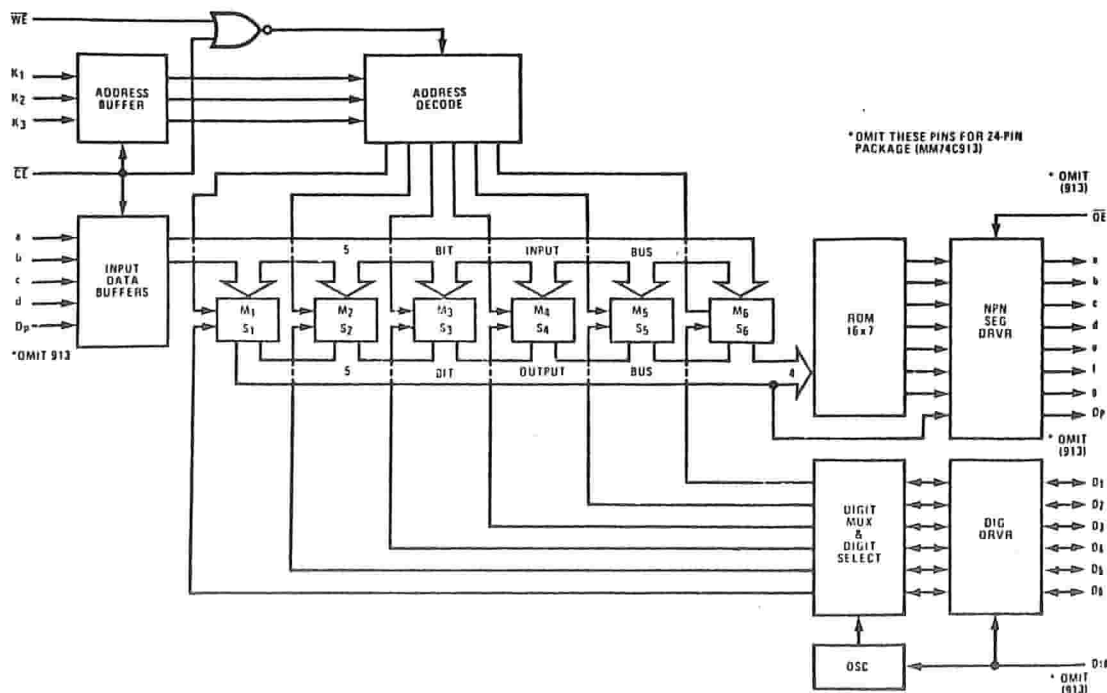 WE
K1
K2
K3
ADDRESS
BUFFER
ADDRESS
DECODE
CE
*OMIT THESE PINS FOR 24-PIN
PACKAGE (MM74C913)
* OMIT
(913)
OE
a
b
c
d
Dp
*OMIT 913
INPUT
DATA
BUFFERS
5 BIT INPUT BUS
M1
S1
M2
S2
M3
S3
M4
S4
M5
S5
M6
S6
5 BIT OUTPUT BUS
4
ROM
16x7
NPN
SEG
DRVR
a
b
c
d
e
f
g
Dp
* OMIT
(913)
DIGIT
MUX
&
DIGIT
SELECT
DIG
DRVR
D1
D2
D3
D4
D5
D6
OSC
* OMIT
(913)